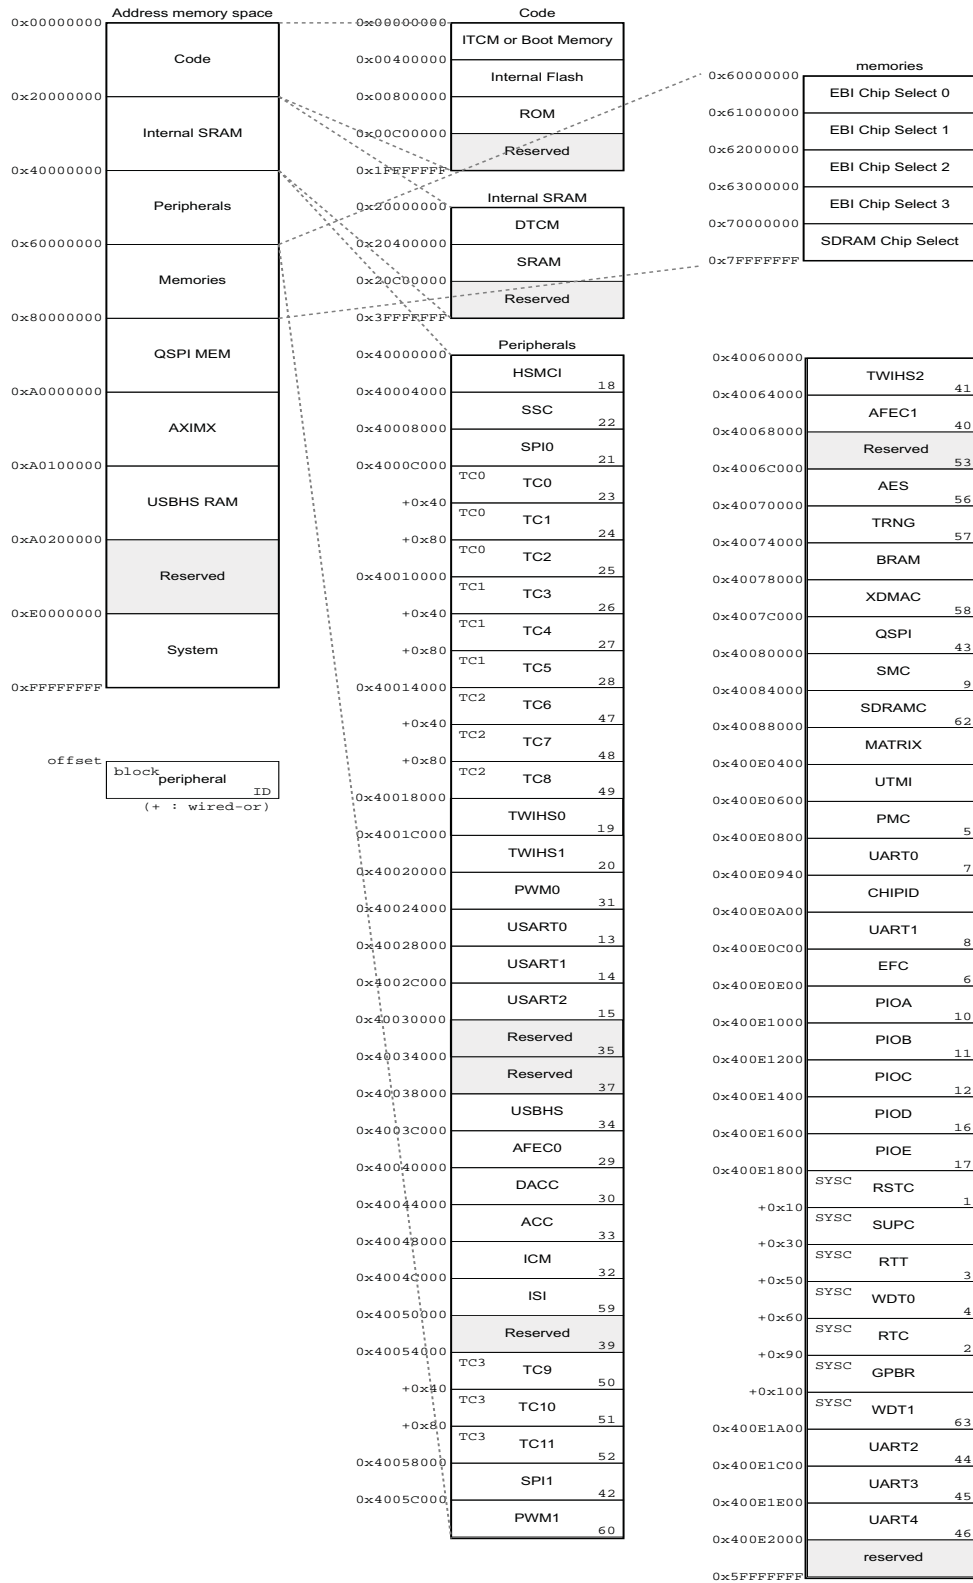 Address memory space
0x00000000
Code
0x20000000
Internal SRAM
0x40000000
Peripherals
0x60000000
Memories
0x80000000
QSPI MEM
0xA0000000
AXIMX
0xA0100000
USBHS RAM
0xA0200000
Reserved
0xE0000000
System
0xFFFFFFFF
offset
block
peripheral
ID
(+ : wired-or)
Code
0x00000000
ITCM or Boot Memory
0x00400000
Internal Flash
0x00800000
ROM
0x00C00000
Reserved
0x1FFFFFFF
Internal SRAM
0x20000000
DTCM
0x20400000
SRAM
0x20C00000
Reserved
0x3FFFFFFF
Peripherals
0x40000000
HSMCI
18
0x40004000
SSC
22
0x40008000
SPI0
21
0x4000C000
TC0 TC0
23
+0x40
TC0 TC1
24
+0x80
TC0 TC2
25
0x40010000
TC1 TC3
26
+0x40
TC1 TC4
27
+0x80
TC1 TC5
28
0x40014000
TC2 TC6
47
+0x40
TC2 TC7
48
+0x80
TC2 TC8
49
0x40018000
TWIHS0
19
0x4001C000
TWIHS1
20
0x40020000
PWM0
31
0x40024000
USART0
13
0x40028000
USART1
14
0x4002C000
USART2
15
0x40030000
Reserved
35
0x40034000
Reserved
37
0x40038000
USBHS
34
0x4003C000
AFEC0
29
0x40040000
DACC
30
0x40044000
ACC
33
0x40048000
ICM
32
0x4004C000
ISI
59
0x40050000
Reserved
39
0x40054000
TC3 TC9
50
+0x40
TC3 TC10
51
+0x80
TC3 TC11
52
0x40058000
SPI1
42
0x4005C000
PWM1
60
memories
0x60000000
EBI Chip Select 0
0x61000000
EBI Chip Select 1
0x62000000
EBI Chip Select 2
0x63000000
EBI Chip Select 3
0x70000000
SDRAM Chip Select
0x7FFFFFFF
0x40060000
TWIHS2
41
0x40064000
AFEC1
40
0x40068000
Reserved
53
0x4006C000
AES
56
0x40070000
TRNG
57
0x40074000
BRAM
0x40078000
XDMAC
58
0x4007C000
QSPI
43
0x40080000
SMC
9
0x40084000
SDRAMC
62
0x40088000
MATRIX
0x400E0400
UTMI
0x400E0600
PMC
5
0x400E0800
UART0
7
0x400E0940
CHIPID
0x400E0A00
UART1
8
0x400E0C00
EFC
6
0x400E0E00
PIOA
10
0x400E1000
PIOB
11
0x400E1200
PIOC
12
0x400E1400
PIOD
16
0x400E1600
PIOE
17
0x400E1800
SYSC RSTC
1
+0x10
SYSC SUPC
+0x30
SYSC RTT
3
+0x50
SYSC WDT0
4
+0x60
SYSC RTC
2
+0x90
SYSC GPBR
+0x100
SYSC WDT1
63
0x400E1A00
UART2
44
0x400E1C00
UART3
45
0x400E1E00
UART4
46
0x400E2000
reserved
0x5FFFFFFF